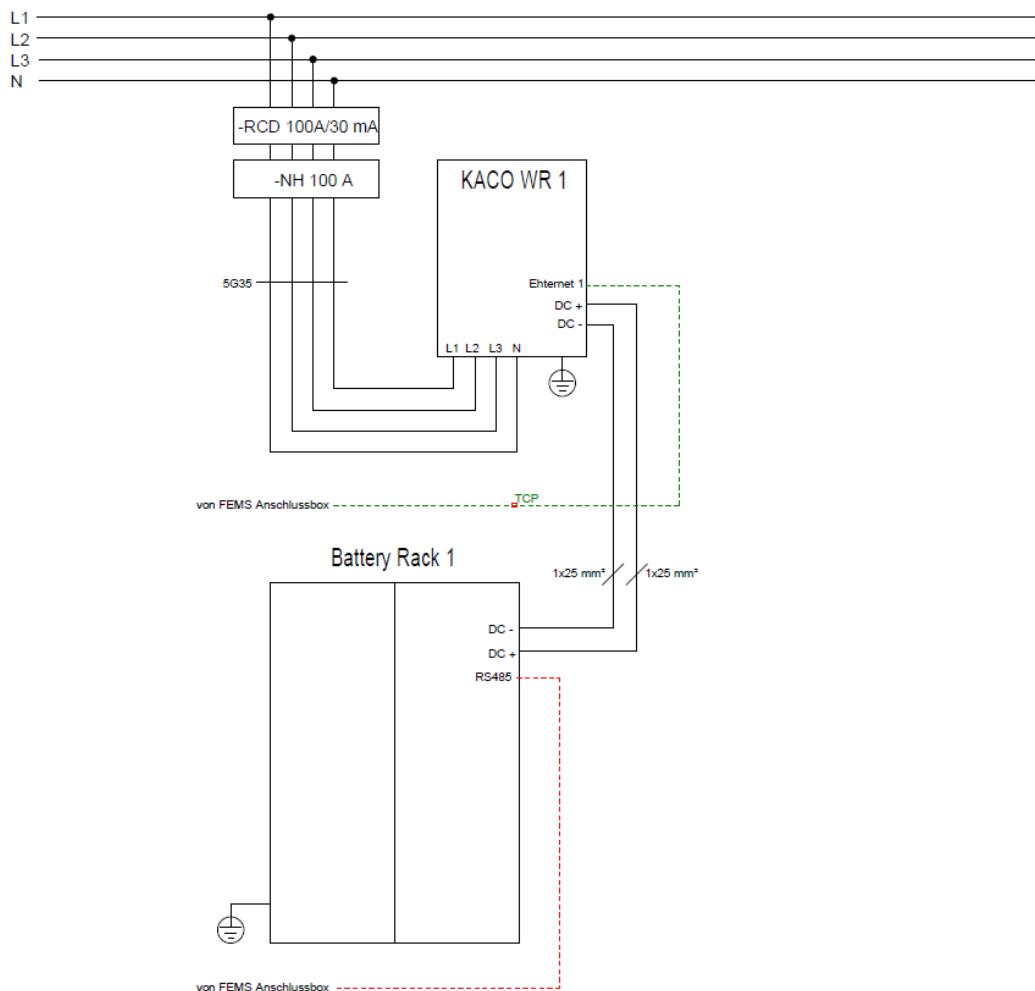 L1
L2
L3
N
-RCD 100A/30 mA
-NH 100 A
KACO WR 1
5G35
Ehternet 1
DC +
DC -
L1 L2 L3 N
TCP
von FEMS Anschlussbox
Battery Rack 1
1x25 mm² 1x25 mm²
DC -
DC +
RS485
von FEMS Anschlussbox